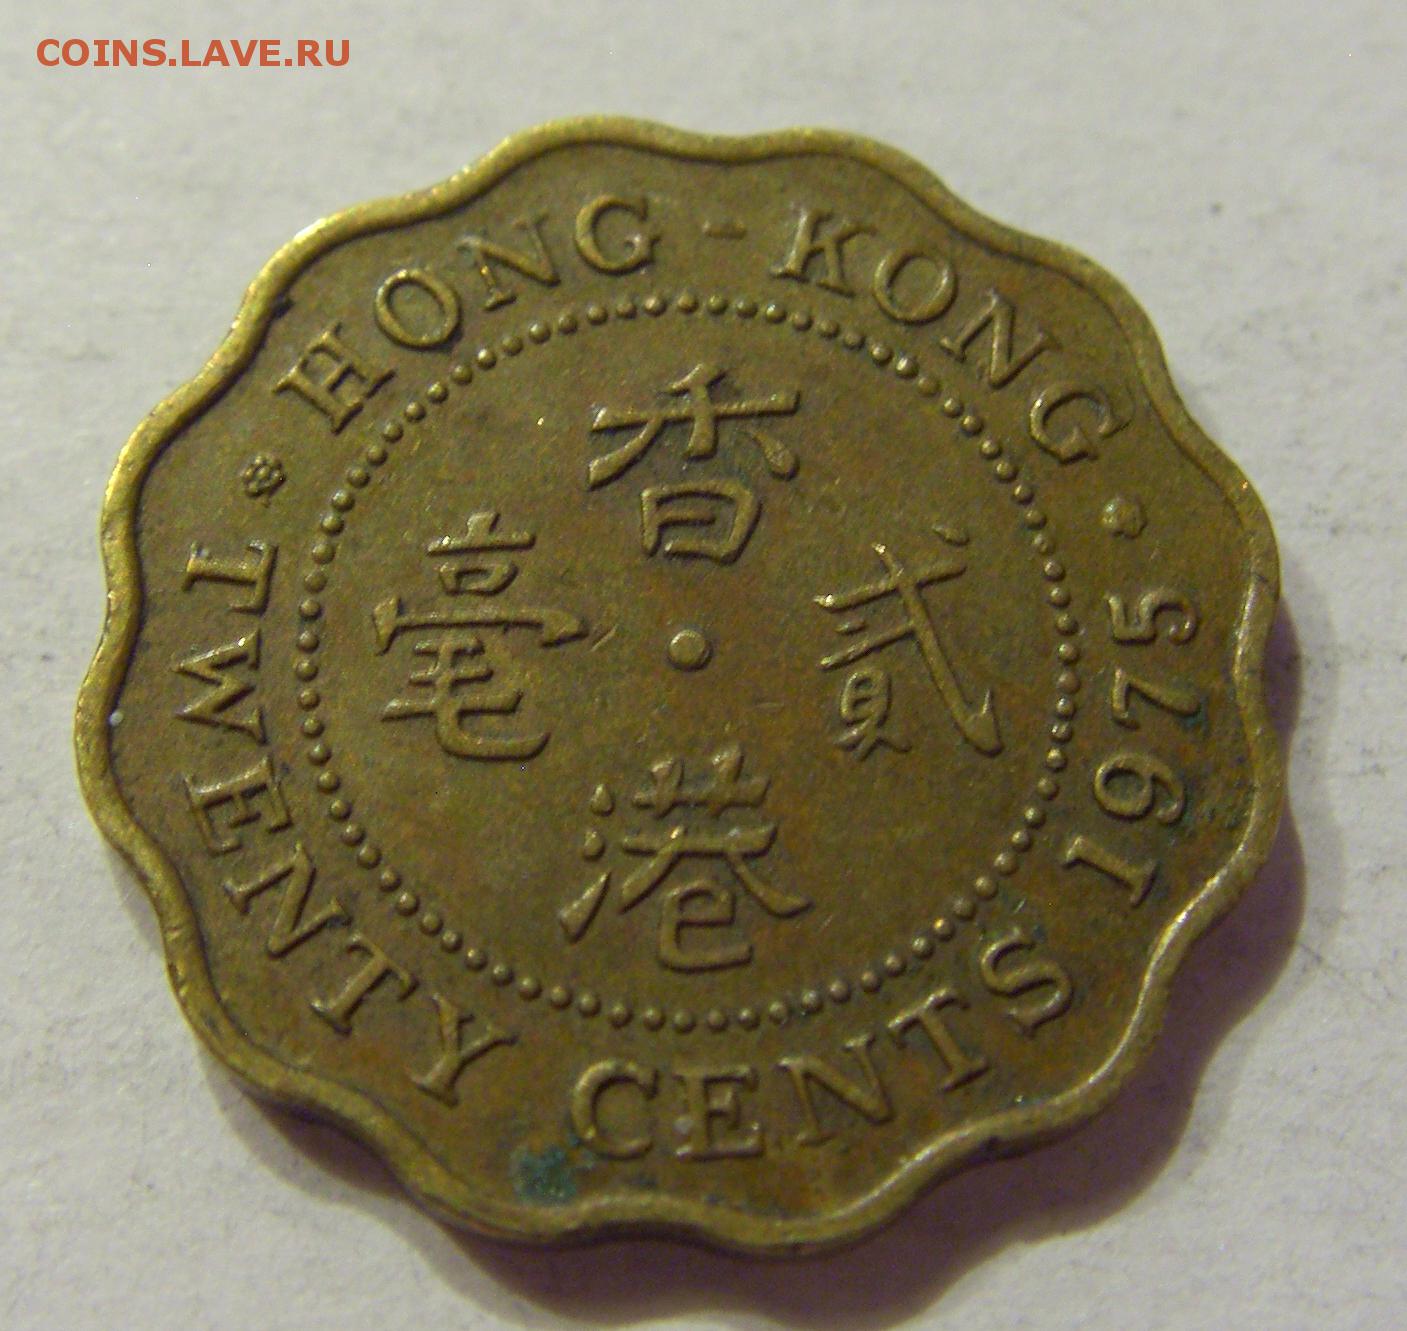 COINS.LAVE.RU
HONG - KONG
1975
TWENTY CENTS
香港
貳毫